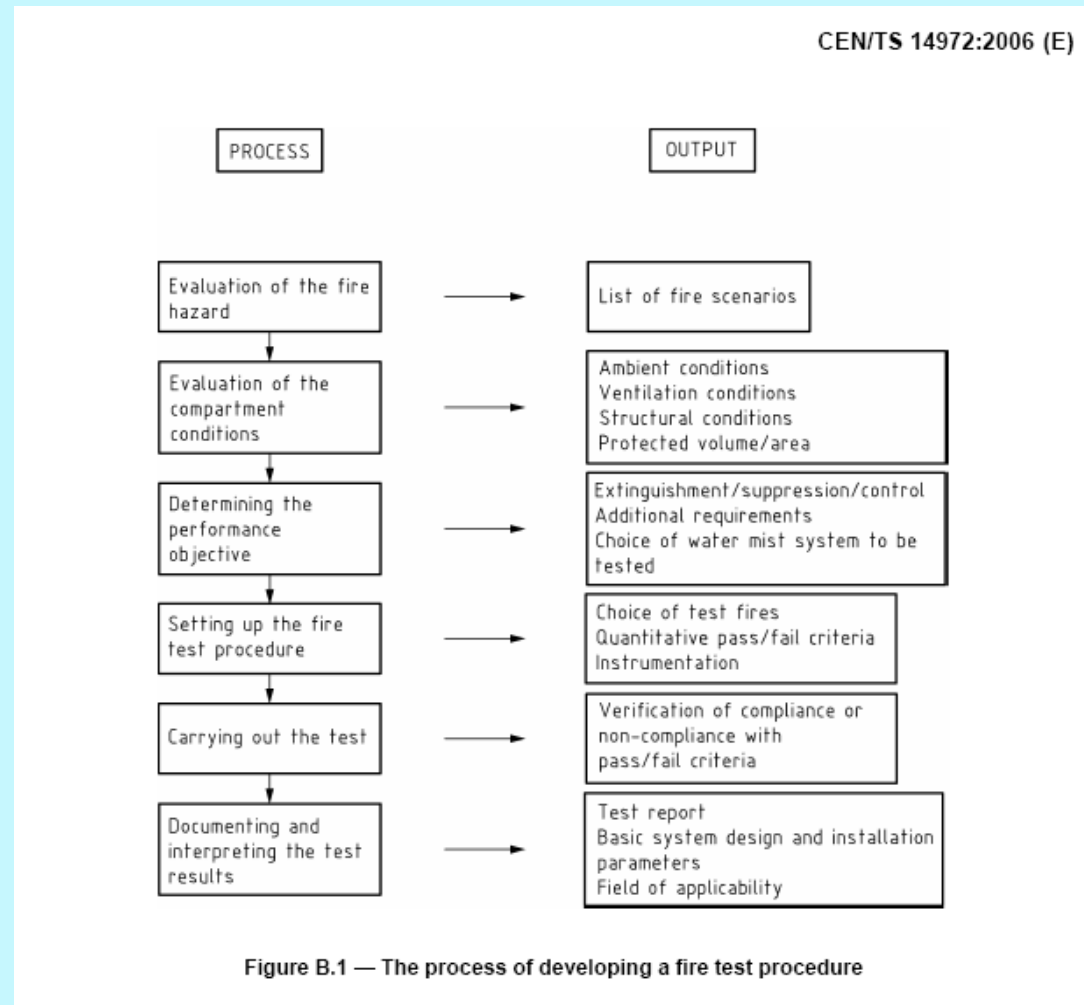 CEN/TS 14972:2006 (E)
PROCESS
OUTPUT
Evaluation of the fire
hazard
List of fire scenarios
Evaluation of the
compartment
conditions
Ambient conditions
Ventilation conditions
Structural conditions
Protected volume/area
Determining the
performance
objective
Extinguishment/suppression/control
Additional requirements
Choice of water mist system to be
tested
Setting up the fire
test procedure
Choice of test fires
Quantitative pass/fail criteria
Instrumentation
Carrying out the test
Verification of compliance or
non-compliance with
pass/fail criteria
Documenting and
interpreting the test
results
Test report
Basic system design and installation
parameters
Field of applicability
Figure B.1 — The process of developing a fire test procedure